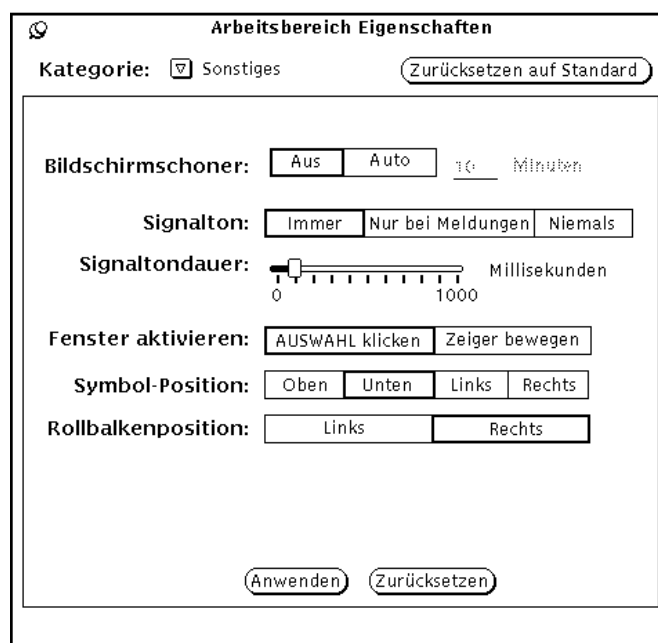 Arbeitsbereich Eigenschaften
Kategorie: Sonstiges Zurücksetzen auf Standard
Bildschirmschoner: Aus Auto 10 Minuten
Signalton: Immer Nur bei Meldungen Niemals
Signaltondauer: Millisekunden
0 1000
Fenster aktivieren: AUSWAHL klicken Zeiger bewegen
Symbol-Position: Oben Unten Links Rechts
Rollbalkenposition: Links Rechts
Anwenden Zurücksetzen